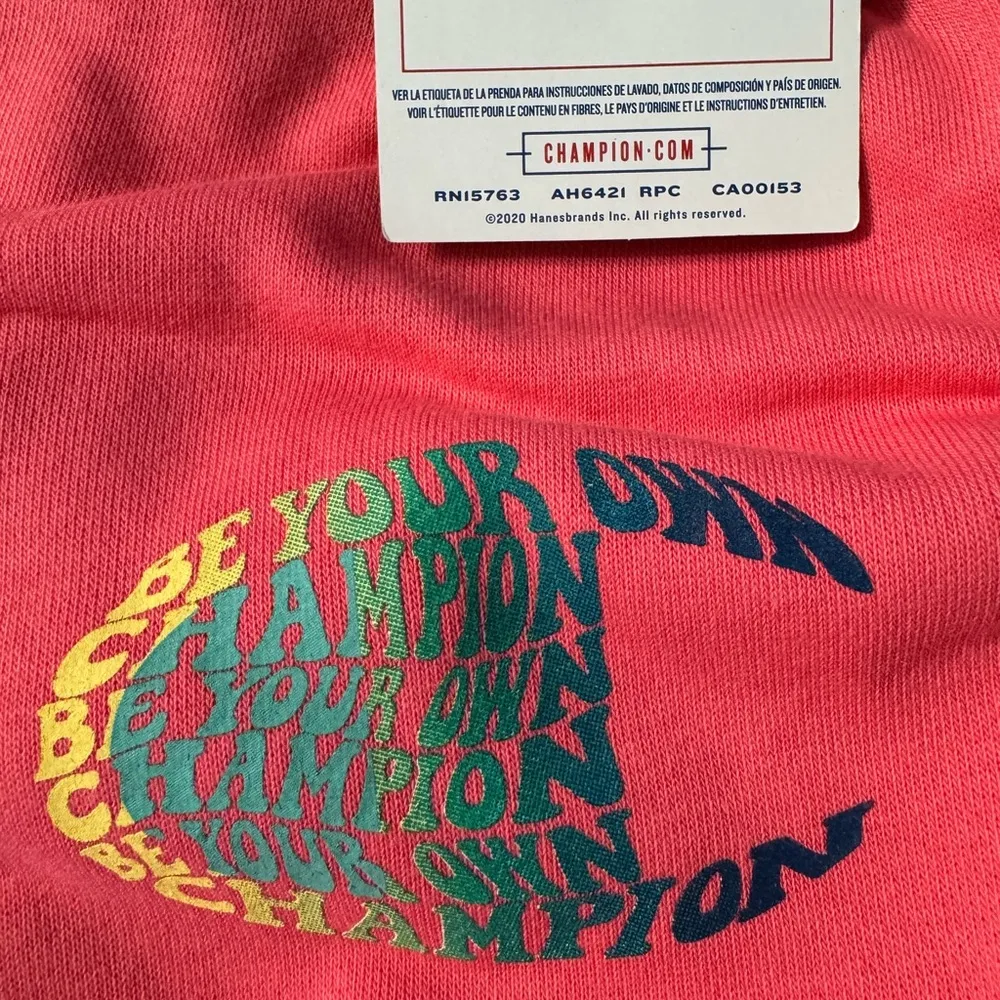 VER LA ETIQUETA DE LA PRENDA PARA INSTRUCCIONES DE LAVADO, DATOS DE COMPOSICIÓN Y PAÍS DE ORIGEN.
VOIR L'ÉTIQUETTE POUR LE CONTENU EN FIBRES, LE PAYS D'ORIGINE ET LE INSTRUCTIONS D'ENTRETIEN.
CHAMPION·COM
RN15763 AH6421 RPC CA00153
©2020 Hanesbrands Inc. All rights reserved.
BE YOUR OWN
CHAMPION
BE YOUR OWN
CHAMPION
BE YOUR OWN
BECHAMPION